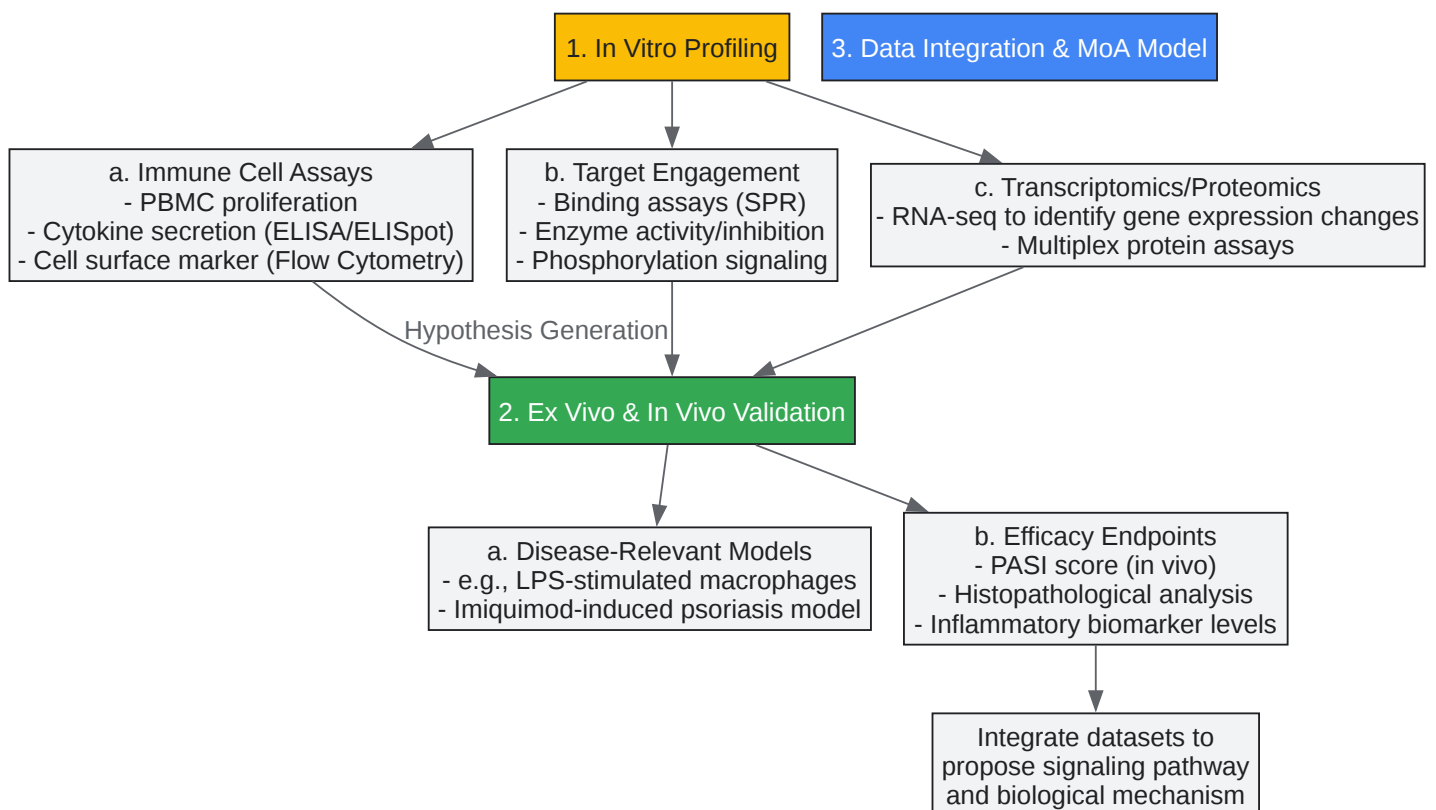 1. In Vitro Profiling
3. Data Integration & MoA Model
a. Immune Cell Assays
- PBMC proliferation
- Cytokine secretion (ELISA/ELISpot)
- Cell surface marker (Flow Cytometry)
b. Target Engagement
- Binding assays (SPR)
- Enzyme activity/inhibition
- Phosphorylation signaling
c. Transcriptomics/Proteomics
- RNA-seq to identify gene expression changes
- Multiplex protein assays
Hypothesis Generation
2. Ex Vivo & In Vivo Validation
a. Disease-Relevant Models
- e.g., LPS-stimulated macrophages
- Imiquimod-induced psoriasis model
b. Efficacy Endpoints
- PASI score (in vivo)
- Histopathological analysis
- Inflammatory biomarker levels
Integrate datasets to
propose signaling pathway
and biological mechanism